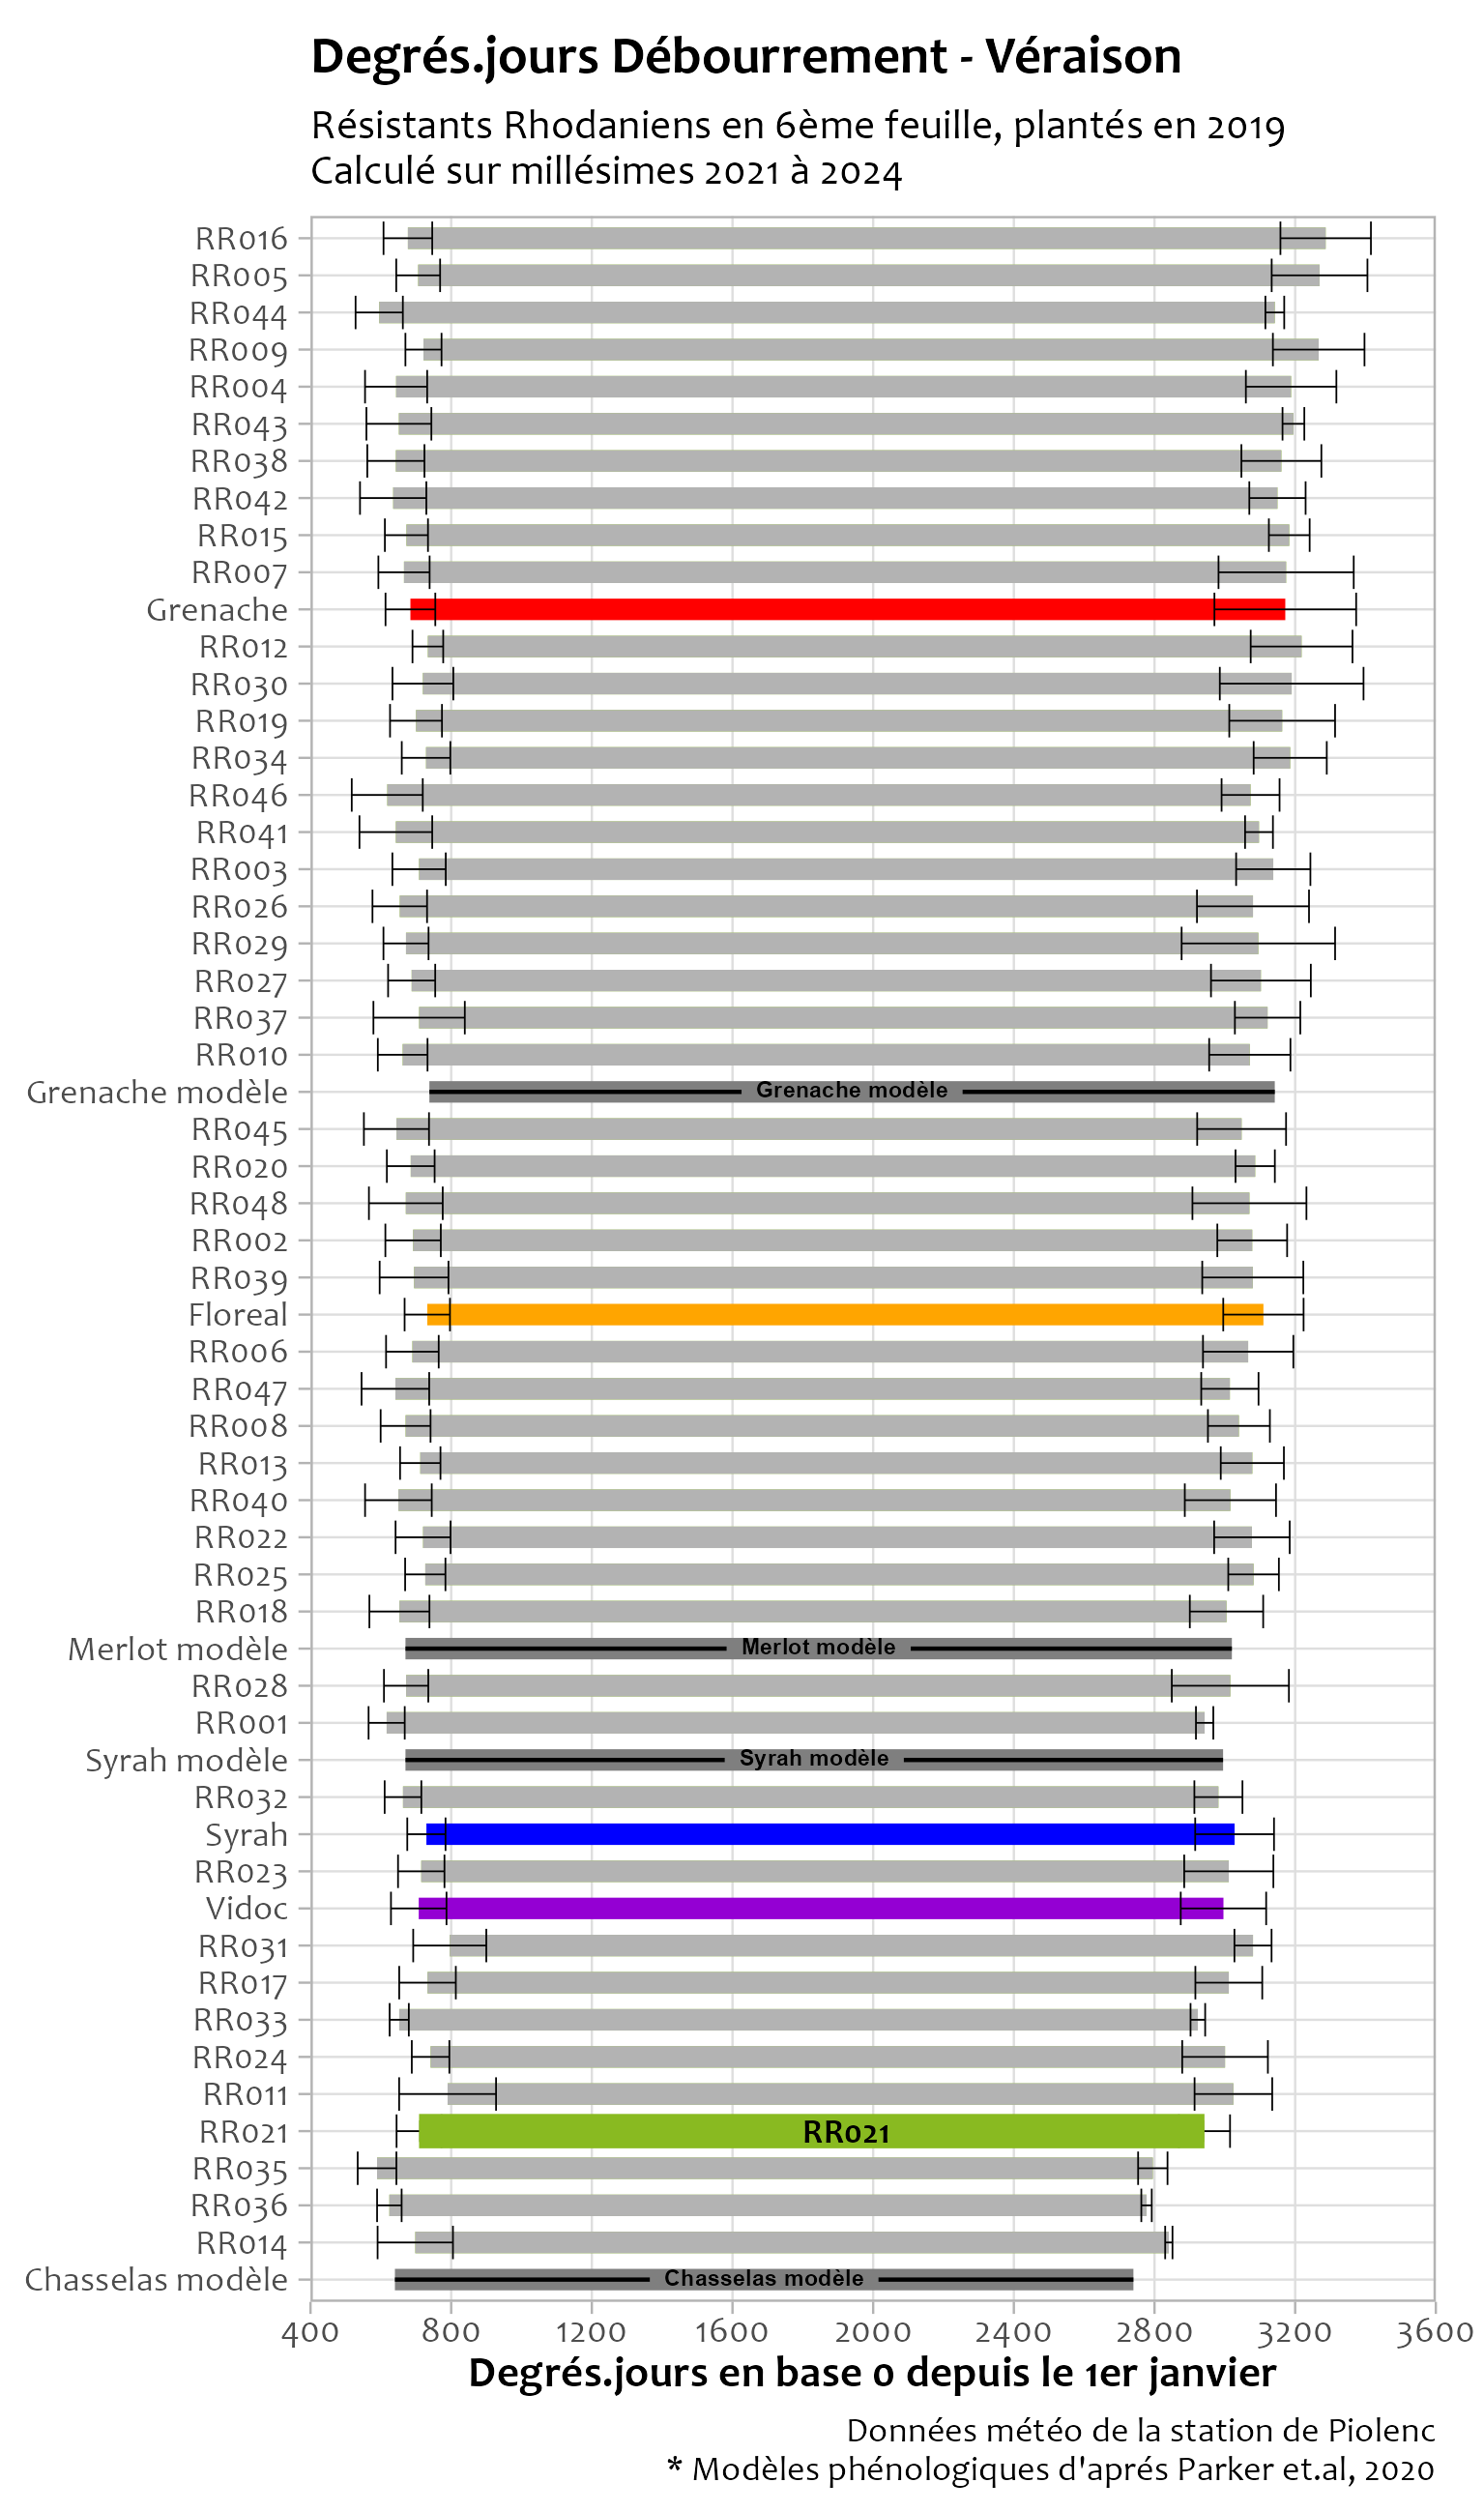 Degrés.jours Débourrement - Véraison
Résistants Rhodaniens en 6ème feuille, plantés en 2019
Calculé sur millésimes 2021 à 2024
RR016
RR005
RR044
RR009
RR004
RR043
RR038
RR042
RR015
RR007
Grenache
RR012
RR030
RR019
RR034
RR046
RR041
RR003
RR026
RR029
RR027
RR037
RR010
Grenache modèle Grenache modèle
RR045
RR020
RR048
RR002
RR039
Floreal
RR006
RR047
RR008
RR013
RR040
RR022
RR025
RR018
Merlot modèle Merlot modèle
RR028
RR001
Syrah modèle Syrah modèle
RR032
Syrah
RR023
Vidoc
RR031
RR017
RR033
RR024
RR011
RR021 RR021
RR035
RR036
RR014
Chasselas modèle Chasselas modèle
400 800 1200 1600 2000 2400 2800 3200 3600
Degrés.jours en base 0 depuis le 1er janvier
Données météo de la station de Piolenc
* Modèles phénologiques d'aprés Parker et.al, 2020